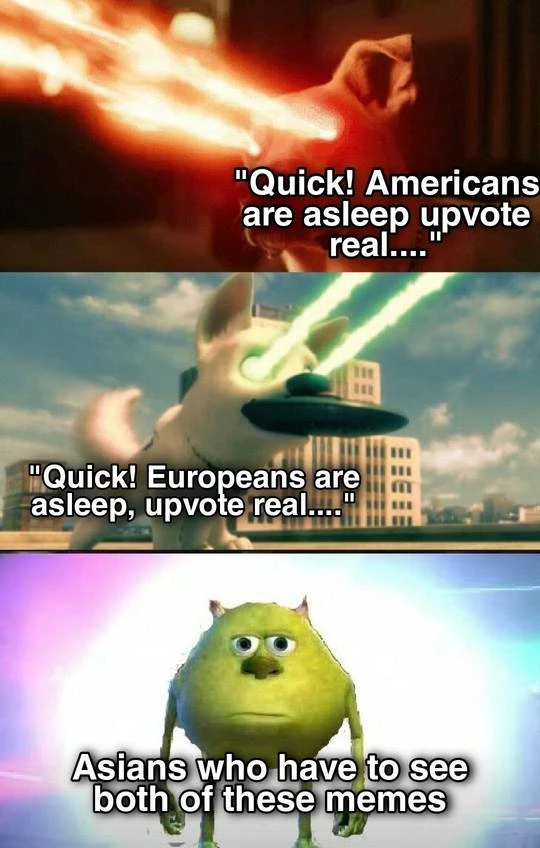 "Quick! Americans
are asleep upvote
real...."
"Quick! Europeans are
asleep, upvote real...."
Asians who have to see
both of these memes